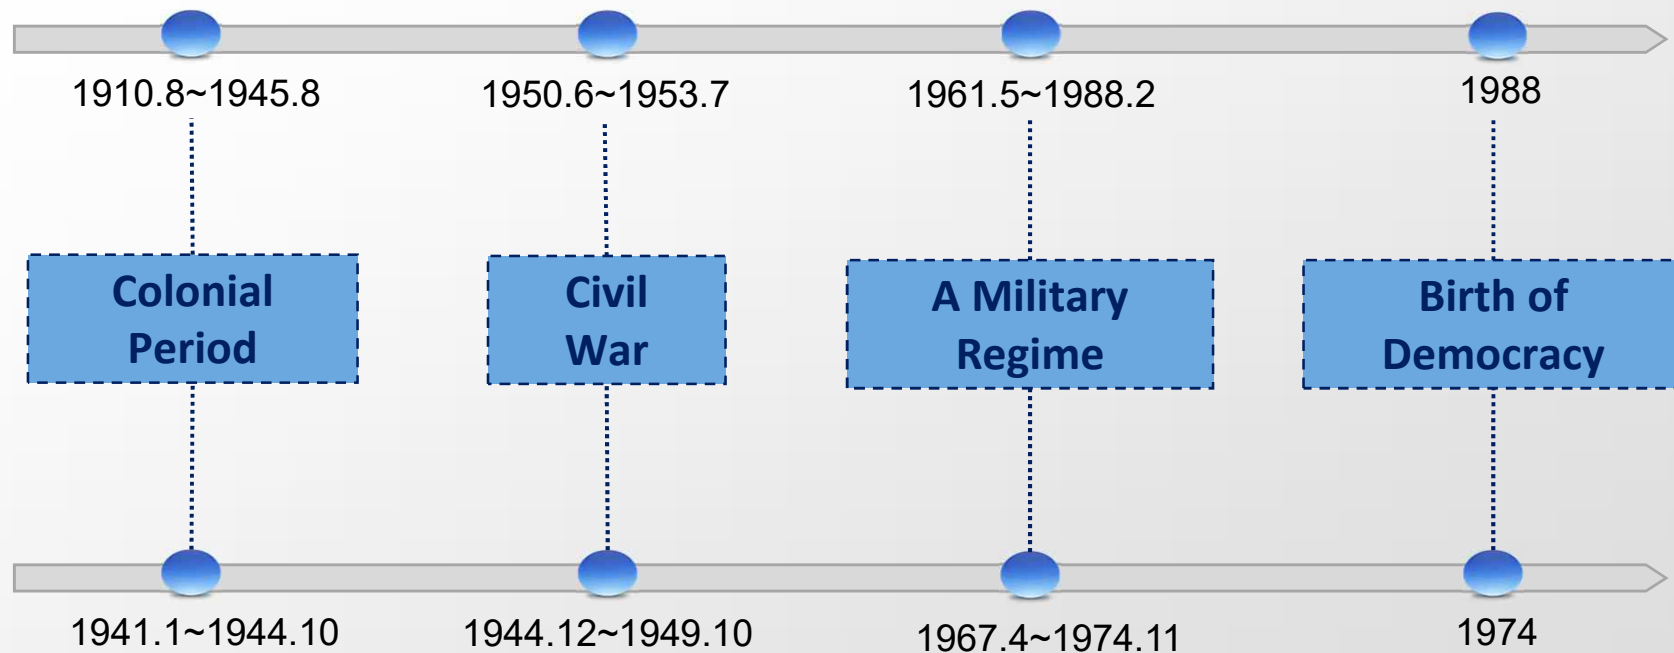 1910.8~1945.8
1950.6~1953.7
1961.5~1988.2
1988
Colonial
Period
Civil
War
A Military
Regime
Birth of
Democracy
1941.1~1944.10
1944.12~1949.10
1967.4~1974.11
1974